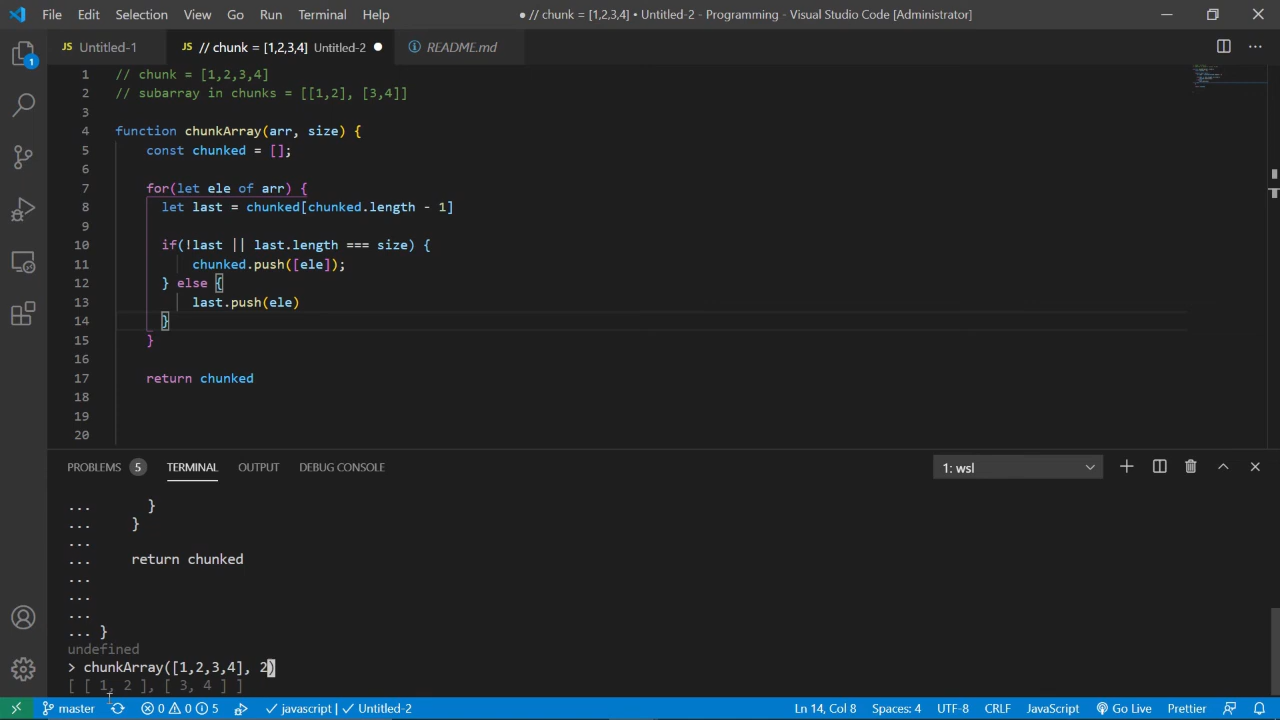 File Edit Selection View Go Run Terminal Help
● // chunk = [1,2,3,4] • Untitled-2 - Programming - Visual Studio Code [Administrator]
JS Untitled-1
JS // chunk = [1,2,3,4] Untitled-2 ●
README.md
1 // chunk = [1,2,3,4]
2 // subarray in chunks = [[1,2], [3,4]]
3
4 function chunkArray(arr, size) {
5 const chunked = [];
6
7 for(let ele of arr) {
8 let last = chunked[chunked.length - 1]
9
10 if(!last || last.length === size) {
11 chunked.push([ele]);
12 } else {
13 last.push(ele)
14 }
15 }
16
17 return chunked
18
19
20
1
PROBLEMS 5 TERMINAL OUTPUT DEBUG CONSOLE
1: wsl
... }
... }
...
... return chunked
...
...
...
... }
undefined
> chunkArray([1,2,3,4], 2)
[ [ 1, 2 ], [ 3, 4 ] ]
master 0 0 5 javascript | Untitled-2
Ln 14, Col 8 Spaces: 4 UTF-8 CRLF JavaScript Go Live Prettier